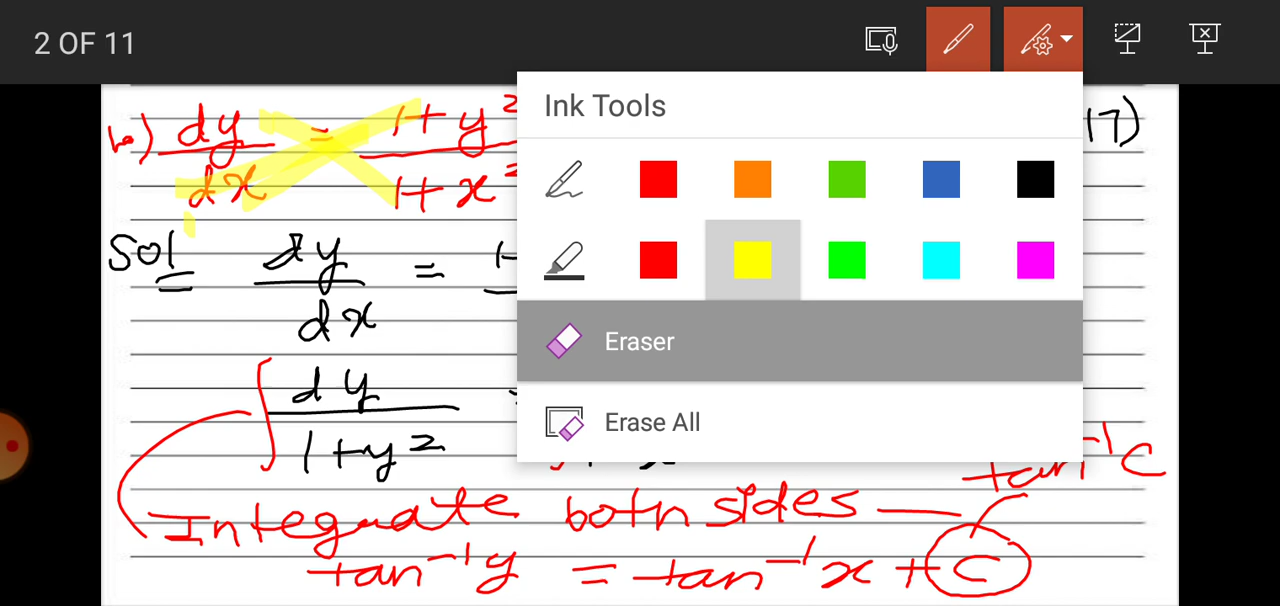 2 OF 11
Ink Tools
b.) dy/dx = 1+y²/1+x²
17)
Sol dy/dx =
Eraser
dy
∫ ──
1+y²
Erase All
tan⁻¹C
Integrate both sides
tan⁻¹y = tan⁻¹x + C